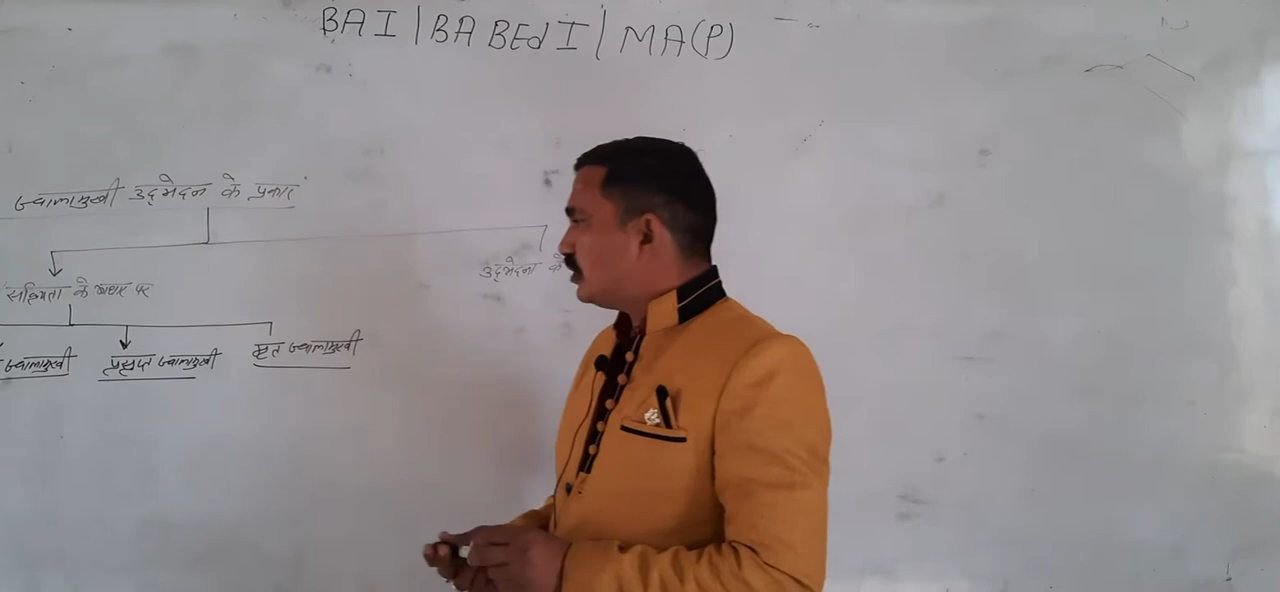 BA I | BA BEd I | MA(P)
ज्वालामुखी उद्भेदन के प्रकार
उद्भेदना के
सक्रियता के आधार पर
ज्वालामुखी प्रसुप्त ज्वालामुखी मृत ज्वालामुखी